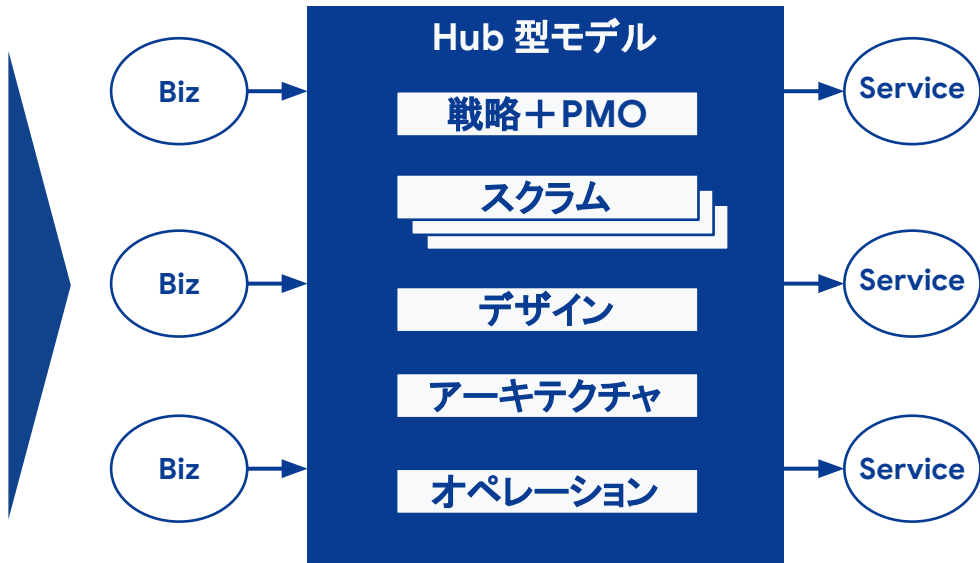 Hub 型モデル
Biz
戦略＋PMO
Service
スクラム
Biz
デザイン
Service
アーキテクチャ
Biz
オペレーション
Service